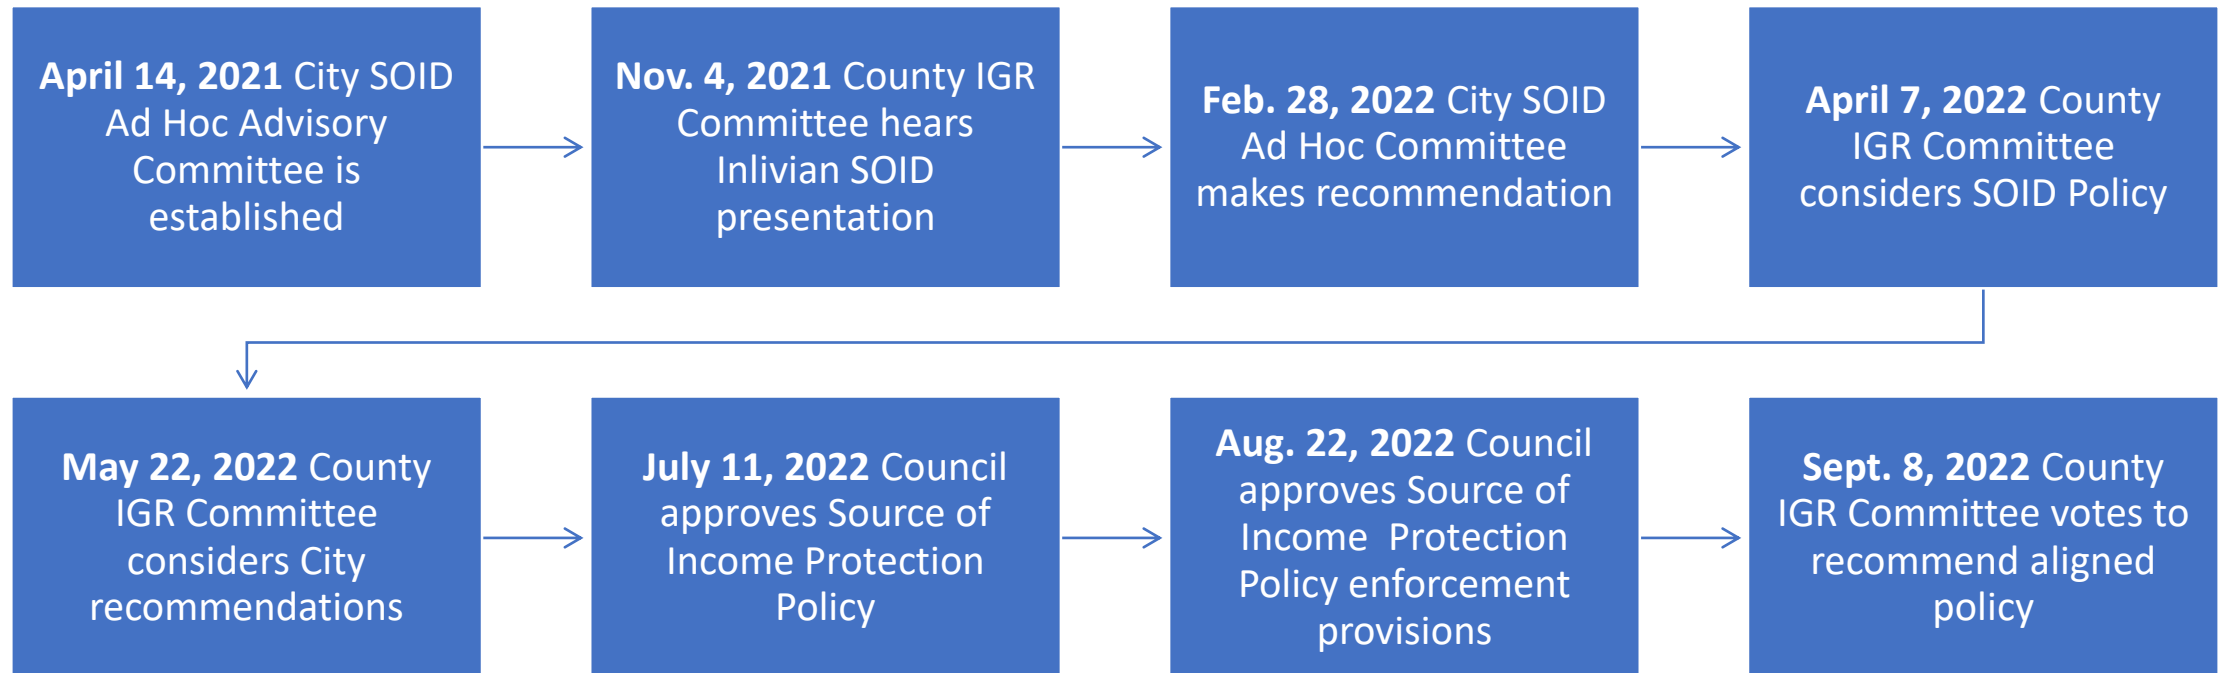 April 14, 2021 City SOID
Ad Hoc Advisory
Committee is
established
Nov. 4, 2021 County IGR
Committee hears
Inlivian SOID
presentation
Feb. 28, 2022 City SOID
Ad Hoc Committee
makes recommendation
April 7, 2022 County
IGR Committee
considers SOID Policy
May 22, 2022 County
IGR Committee
considers City
recommendations
July 11, 2022 Council
approves Source of
Income Protection
Policy
Aug. 22, 2022 Council
approves Source of
Income  Protection
Policy enforcement
provisions
Sept. 8, 2022 County
IGR Committee votes to
recommend aligned
policy